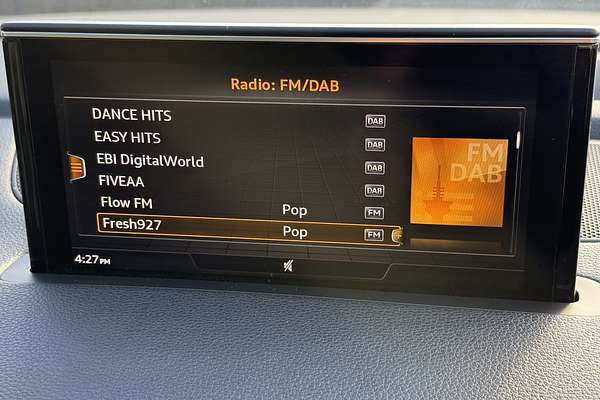 Radio: FM/DAB
DANCE HITS DAB
EASY HITS DAB
EBI DigitalWorld DAB
FIVEAA DAB
Flow FM Pop FM
Fresh927 Pop FM
FM
DAB
4:27PM